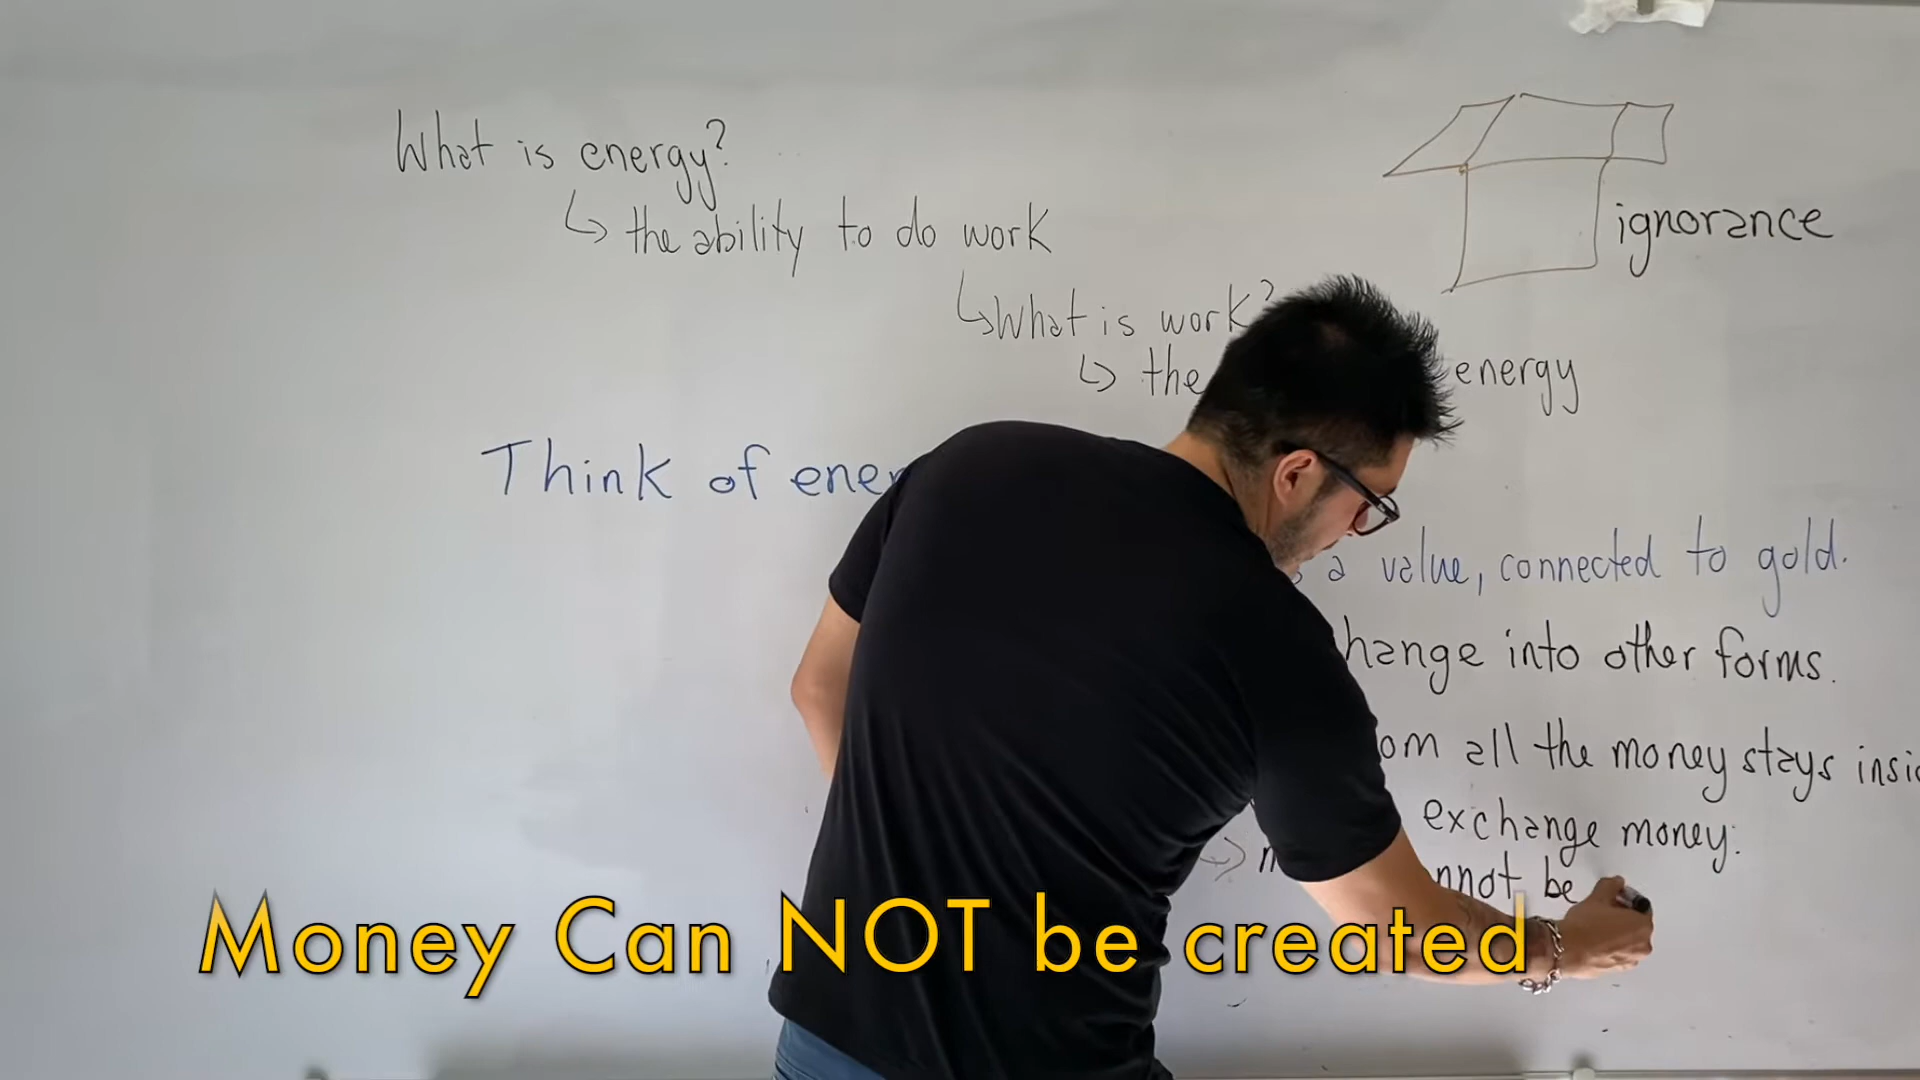 What is energy?
↳ the ability to do work
ignorance
↳ What is work?
↳ the energy
Think of ener
a value, connected to gold.
hange into other forms.
om all the money stays insi
exchange money:
nnot be
Money Can NOT be created